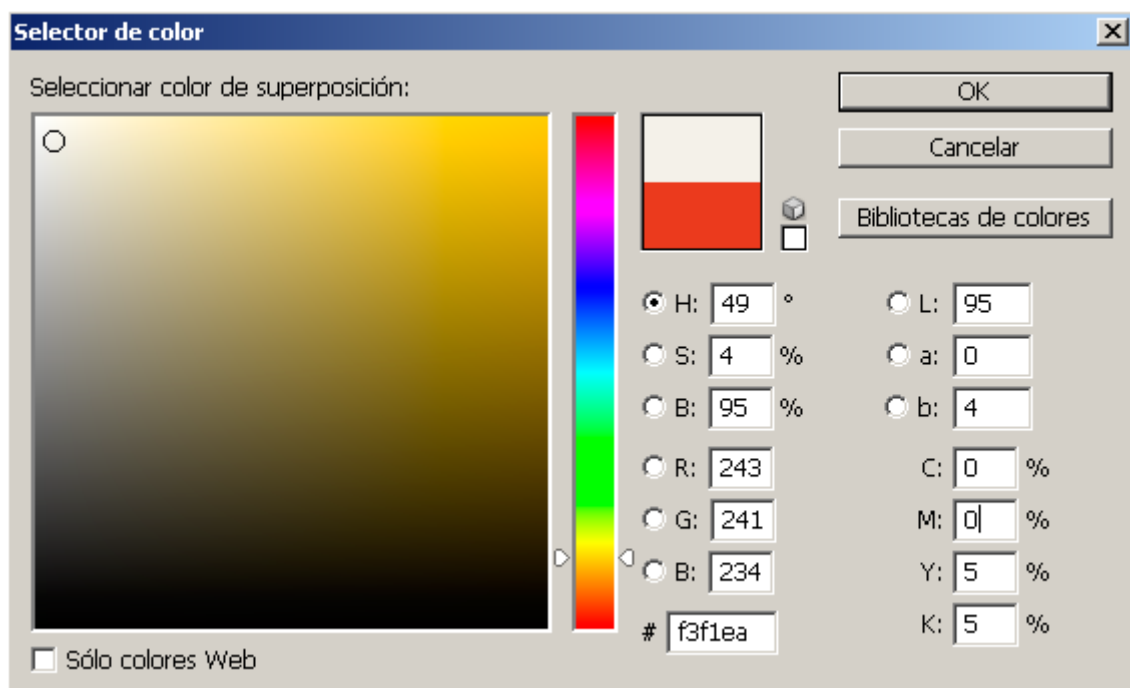 Selector de color
Seleccionar color de superposición:
OK
Cancelar
Bibliotecas de colores
H: 49 °
L: 95
S: 4 %
a: 0
B: 95 %
b: 4
R: 243
C: 0 %
G: 241
M: 0 %
B: 234
Y: 5 %
# f3f1ea
K: 5 %
Sólo colores Web